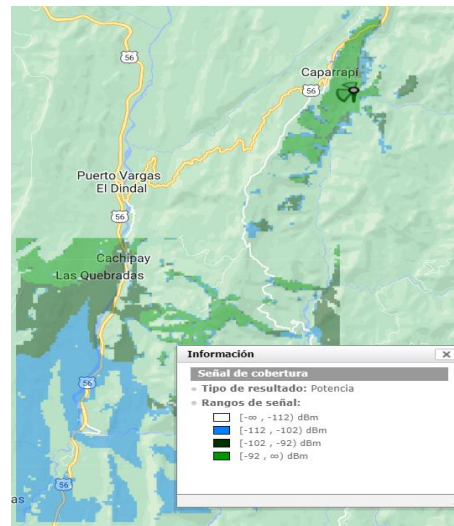 56
Caparrapí
56
Puerto Vargas
El Dindal
56
Cachipay
Las Quebradas
56
56
as
Información
Señal de cobertura
Tipo de resultado: Potencia
Rangos de señal:
[-∞ , -112) dBm
[-112 , -102) dBm
[-102 , -92) dBm
[-92 , ∞) dBm